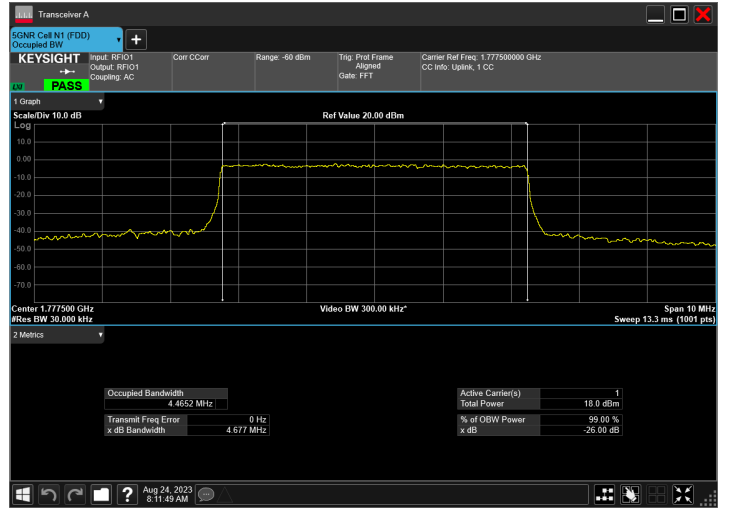 Transceiver A
5GNR Cell N1 (FDD)
Occupied BW
KEYSIGHT
LXI
PASS
Input: RFIO1
Output: RFIO1
Coupling: AC
Corr CCorr
Range: -60 dBm
Trig: Prot Frame
Aligned
Gate: FFT
Carrier Ref Freq: 1.777500000 GHz
CC Info: Uplink, 1 CC
1 Graph
Scale/Div 10.0 dB
Ref Value 20.00 dBm
Log
10.0
0.00
-10.0
-20.0
-30.0
-40.0
-50.0
-60.0
-70.0
Center 1.777500 GHz
Video BW 300.00 kHz*
Span 10 MHz
#Res BW 30.000 kHz
Sweep 13.3 ms (1001 pts)
2 Metrics
Occupied Bandwidth
4.4652 MHz
Transmit Freq Error 0 Hz
x dB Bandwidth 4.677 MHz
Active Carrier(s) 1
Total Power 18.0 dBm
% of OBW Power 99.00 %
x dB -26.00 dB
?
Aug 24, 2023
8:11:49 AM